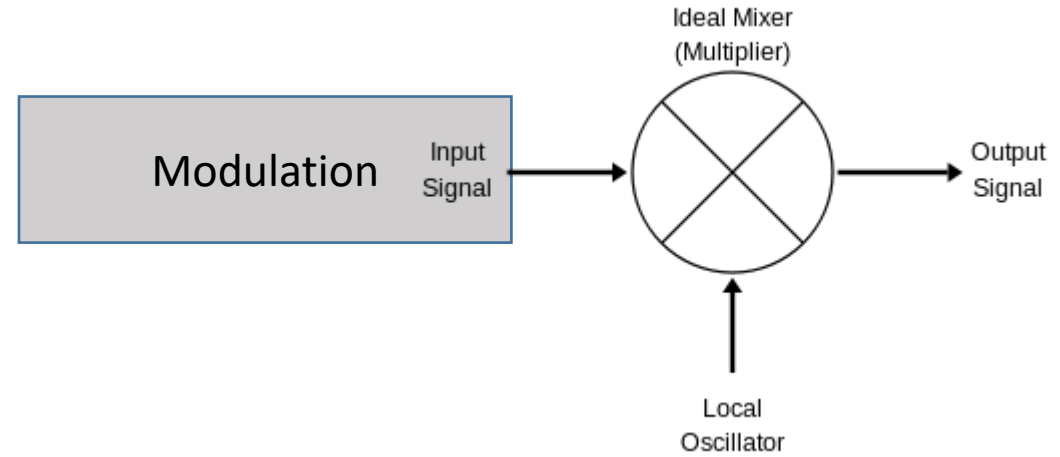 Ideal Mixer
(Multiplier)
Modulation
Input
Signal
Output
Signal
Local
Oscillator